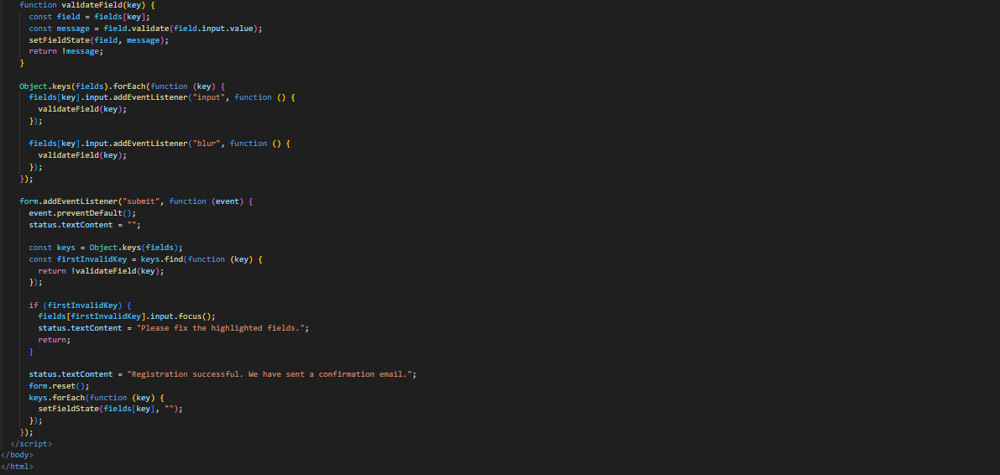 function validateField(key) {
const field = fields[key];
const message = field.validate(field.input.value);
setFieldState(field, message);
return !message;
}
Object.keys(fields).forEach(function (key) {
fields[key].input.addEventListener("input", function () {
validateField(key);
});
fields[key].input.addEventListener("blur", function () {
validateField(key);
});
});
form.addEventListener("submit", function (event) {
event.preventDefault();
status.textContent = "";
const keys = Object.keys(fields);
const firstInvalidKey = keys.find(function (key) {
return !validateField(key);
});
if (firstInvalidKey) {
fields[firstInvalidKey].input.focus();
status.textContent = "Please fix the highlighted fields.";
return;
}
status.textContent = "Registration successful. We have sent a confirmation email.";
form.reset();
keys.forEach(function (key) {
setFieldState(fields[key], "");
});
});
</script>
</body>
</html>